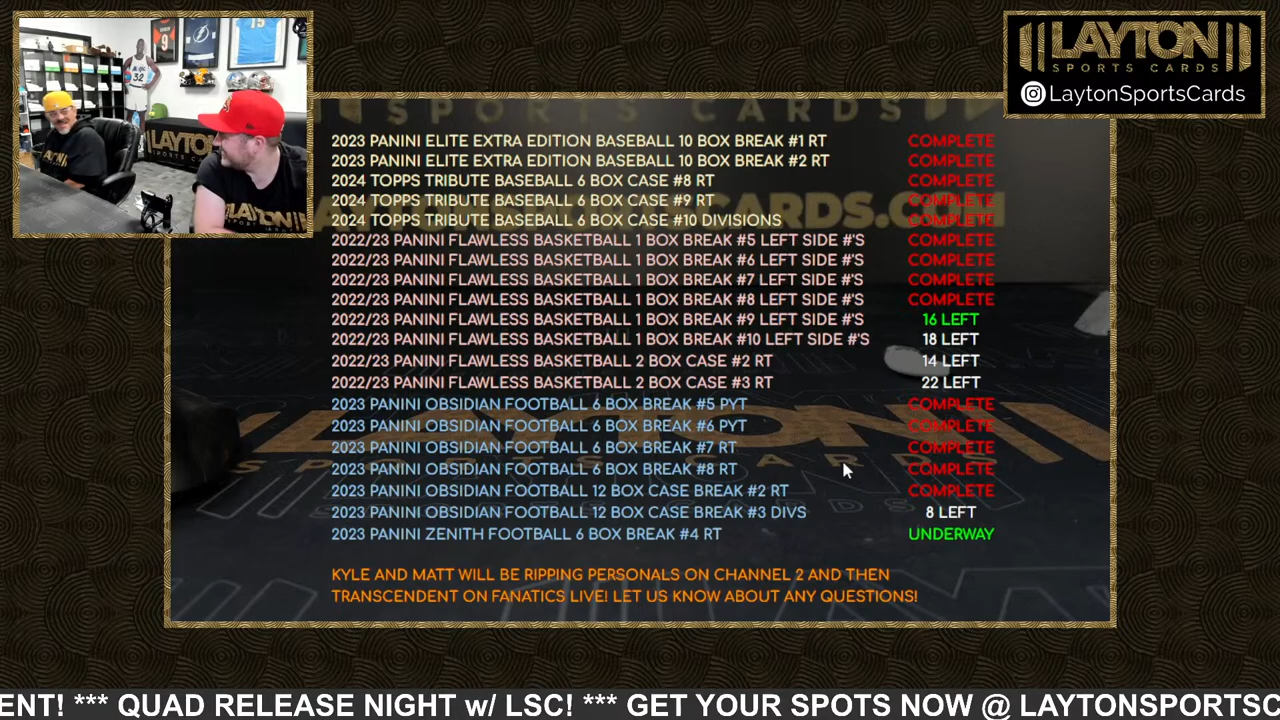 LAYTON
SPORTS CARDS
LaytonSportsCards
9
15
32
LAYTON
SPORTS CARDS
2023 PANINI ELITE EXTRA EDITION BASEBALL 10 BOX BREAK #1 RT COMPLETE
2023 PANINI ELITE EXTRA EDITION BASEBALL 10 BOX BREAK #2 RT COMPLETE
2024 TOPPS TRIBUTE BASEBALL 6 BOX CASE #8 RT COMPLETE
2024 TOPPS TRIBUTE BASEBALL 6 BOX CASE #9 RT COMPLETE
2024 TOPPS TRIBUTE BASEBALL 6 BOX CASE #10 DIVISIONS COMPLETE
2022/23 PANINI FLAWLESS BASKETBALL 1 BOX BREAK #5 LEFT SIDE #'S COMPLETE
2022/23 PANINI FLAWLESS BASKETBALL 1 BOX BREAK #6 LEFT SIDE #'S COMPLETE
2022/23 PANINI FLAWLESS BASKETBALL 1 BOX BREAK #7 LEFT SIDE #'S COMPLETE
2022/23 PANINI FLAWLESS BASKETBALL 1 BOX BREAK #8 LEFT SIDE #'S COMPLETE
2022/23 PANINI FLAWLESS BASKETBALL 1 BOX BREAK #9 LEFT SIDE #'S 16 LEFT
2022/23 PANINI FLAWLESS BASKETBALL 1 BOX BREAK #10 LEFT SIDE #'S 18 LEFT
2022/23 PANINI FLAWLESS BASKETBALL 2 BOX CASE #2 RT 14 LEFT
2022/23 PANINI FLAWLESS BASKETBALL 2 BOX CASE #3 RT 22 LEFT
2023 PANINI OBSIDIAN FOOTBALL 6 BOX BREAK #5 PYT COMPLETE
2023 PANINI OBSIDIAN FOOTBALL 6 BOX BREAK #6 PYT COMPLETE
2023 PANINI OBSIDIAN FOOTBALL 6 BOX BREAK #7 RT COMPLETE
2023 PANINI OBSIDIAN FOOTBALL 6 BOX BREAK #8 RT COMPLETE
2023 PANINI OBSIDIAN FOOTBALL 12 BOX CASE BREAK #2 RT COMPLETE
2023 PANINI OBSIDIAN FOOTBALL 12 BOX CASE BREAK #3 DIVS 8 LEFT
2023 PANINI ZENITH FOOTBALL 6 BOX BREAK #4 RT UNDERWAY
KYLE AND MATT WILL BE RIPPING PERSONALS ON CHANNEL 2 AND THEN
TRANSCENDENT ON FANATICS LIVE! LET US KNOW ABOUT ANY QUESTIONS!
ENT! *** QUAD RELEASE NIGHT w/ LSC! *** GET YOUR SPOTS NOW @ LAYTONSPORTSC